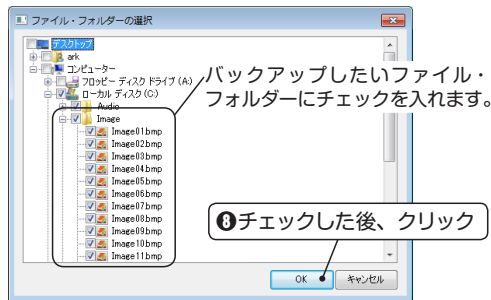 ファイル・フォルダーの選択
デスクトップ
ark
コンピューター
フロッピー ディスク ドライブ (A:)
ローカル ディスク (C:)
Audio
Image
Image01.bmp
Image02.bmp
Image03.bmp
Image04.bmp
Image05.bmp
Image06.bmp
Image07.bmp
Image08.bmp
Image09.bmp
Image10.bmp
Image11.bmp
バックアップしたいファイル・
フォルダーにチェックを入れます。
❽チェックした後、クリック
OK
キャンセル